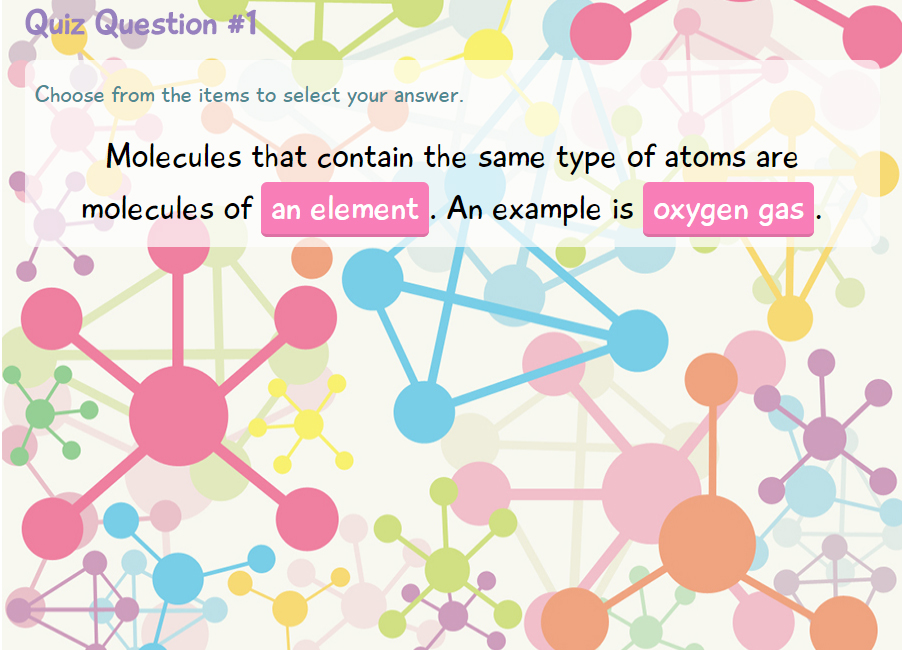 Quiz Question #1
Choose from the items to select your answer.
Molecules that contain the same type of atoms are
molecules of an element. An example is oxygen gas.